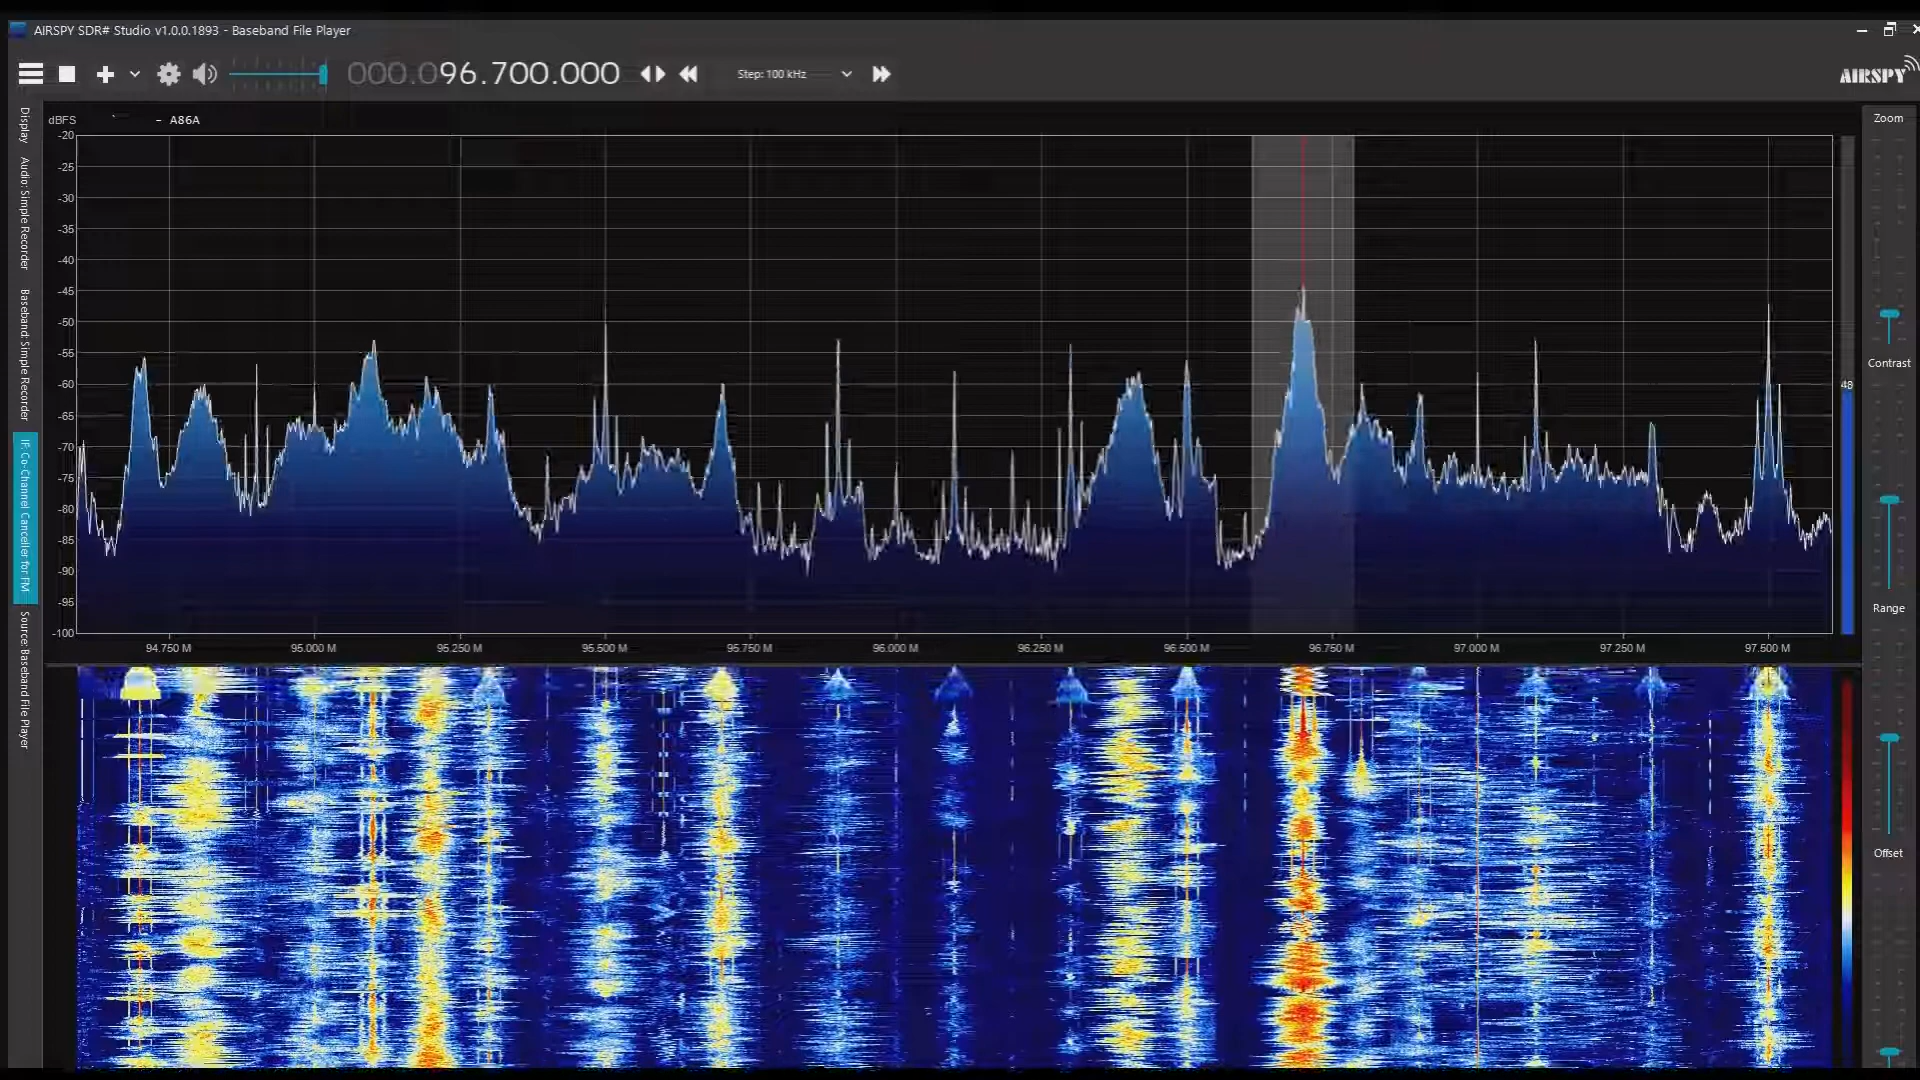 AIRSPY SDR# Studio v1.0.0.1893 - Baseband File Player
000.096.700.000
Step: 100 kHz
AIRSPY
dBFS
- A86A
-20
-25
-30
-35
-40
-45
-50
-55
-60
-65
-70
-75
-80
-85
-90
-95
-100
94.750 M 95.000 M 95.250 M 95.500 M 95.750 M 96.000 M 96.250 M 96.500 M 96.750 M 97.000 M 97.250 M 97.500 M
Display
Audio: Simple Recorder
Baseband: Simple Recorder
IF: Co-Channel Canceller for FM
Source: Baseband File Player
Zoom
Contrast
48
Range
Offset